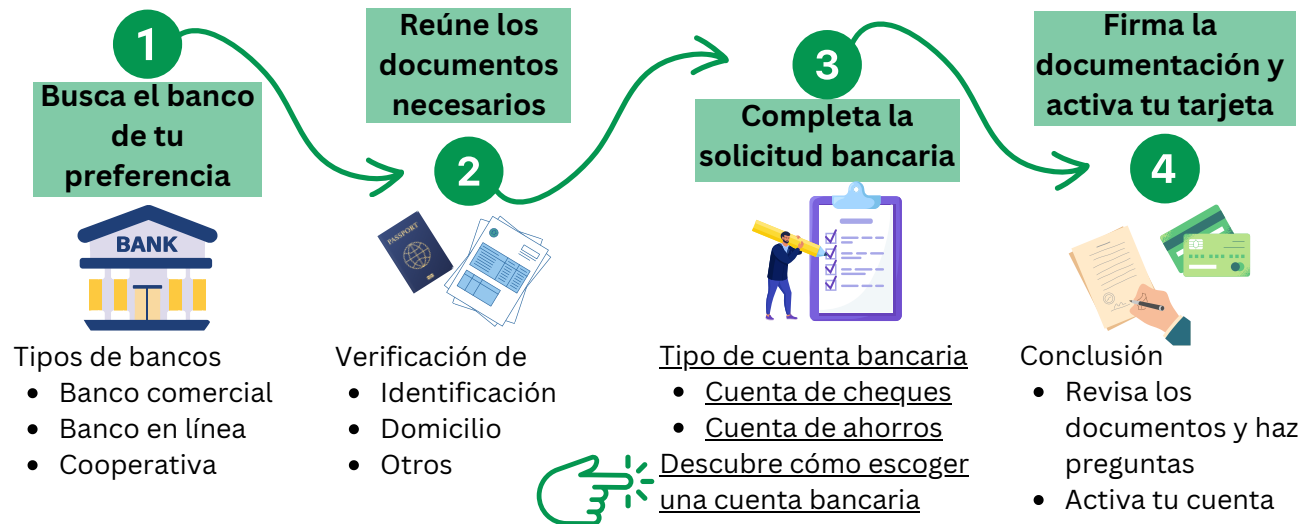 1
Busca el banco
de tu
preferencia
BANK
Tipos de bancos
• Banco comercial
• Banco en línea
• Cooperativa
Reúne los
documentos
necesarios
2
PASSPORT
Verificación de
• Identificación
• Domicilio
• Otros
3
Completa la
solicitud bancaria
Tipo de cuenta bancaria
• Cuenta de cheques
• Cuenta de ahorros
Descubre cómo escoger
una cuenta bancaria
Firma la
documentación y
activa tu tarjeta
4
Conclusión
• Revisa los
documentos y haz
preguntas
• Activa tu cuenta